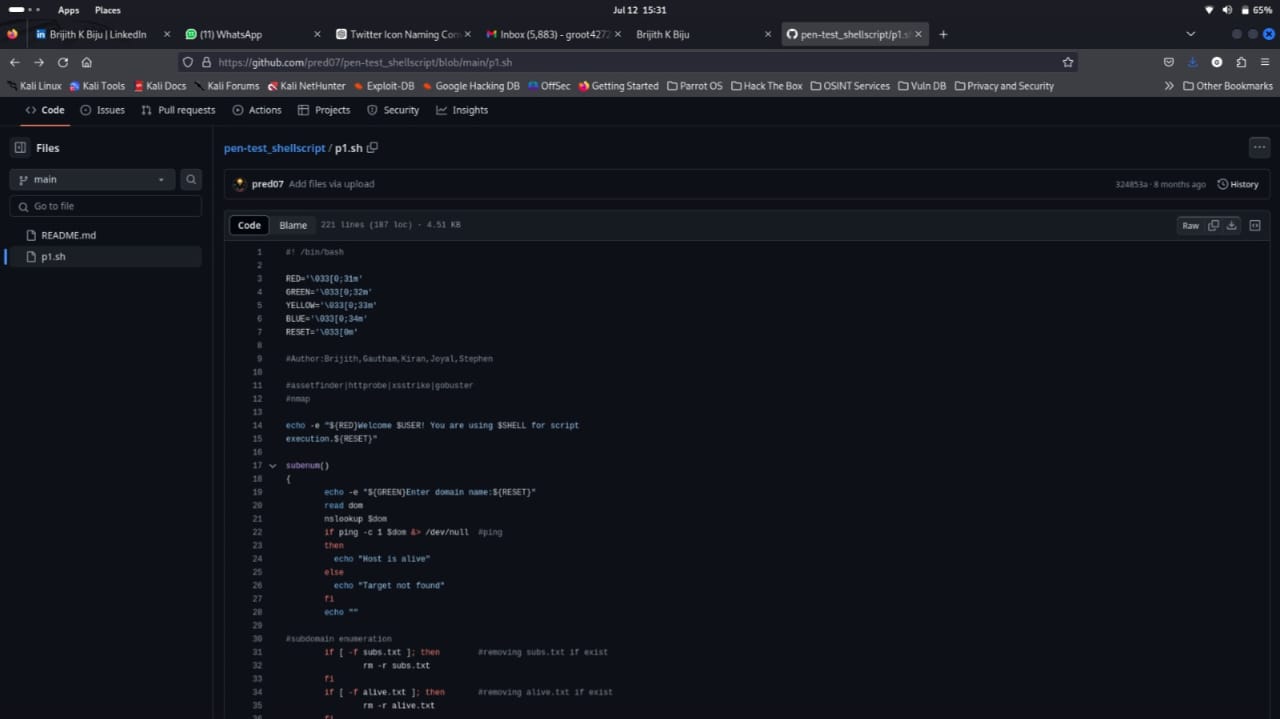 Apps Places Jul 12 15:31 65%
Brijith K Biju | LinkedIn (11) WhatsApp Twitter Icon Naming Con Inbox (5,883) - groot4272 Brijith K Biju pen-test_shellscript/p1.s
https://github.com/pred07/pen-test_shellscript/blob/main/p1.sh
Kali Linux Kali Tools Kali Docs Kali Forums Kali NetHunter Exploit-DB Google Hacking DB OffSec Getting Started Parrot OS Hack The Box OSINT Services Vuln DB Privacy and Security Other Bookmarks
Code Issues Pull requests Actions Projects Security Insights
Files
main
Go to file
README.md
p1.sh
pen-test_shellscript / p1.sh
pred07 Add files via upload 324853a · 8 months ago History
Code Blame 221 lines (187 loc) · 4.51 KB Raw
1 #! /bin/bash
2
3 RED='\033[0;31m'
4 GREEN='\033[0;32m'
5 YELLOW='\033[0;33m'
6 BLUE='\033[0;34m'
7 RESET='\033[0m'
8
9 #Author:Brijith,Gautham,Kiran,Joyal,Stephen
10
11 #assetfinder|httprobe|xsstrike|gobuster
12 #nmap
13
14 echo -e "${RED}Welcome $USER! You are using $SHELL for script
15 execution.${RESET}"
16
17 subenum()
18 {
19 echo -e "${GREEN}Enter domain name:${RESET}"
20 read dom
21 nslookup $dom
22 if ping -c 1 $dom &> /dev/null #ping
23 then
24 echo "Host is alive"
25 else
26 echo "Target not found"
27 fi
28 echo ""
29
30 #subdomain enumeration
31 if [ -f subs.txt ]; then #removing subs.txt if exist
32 rm -r subs.txt
33 fi
34 if [ -f alive.txt ]; then #removing alive.txt if exist
35 rm -r alive.txt
36 fi